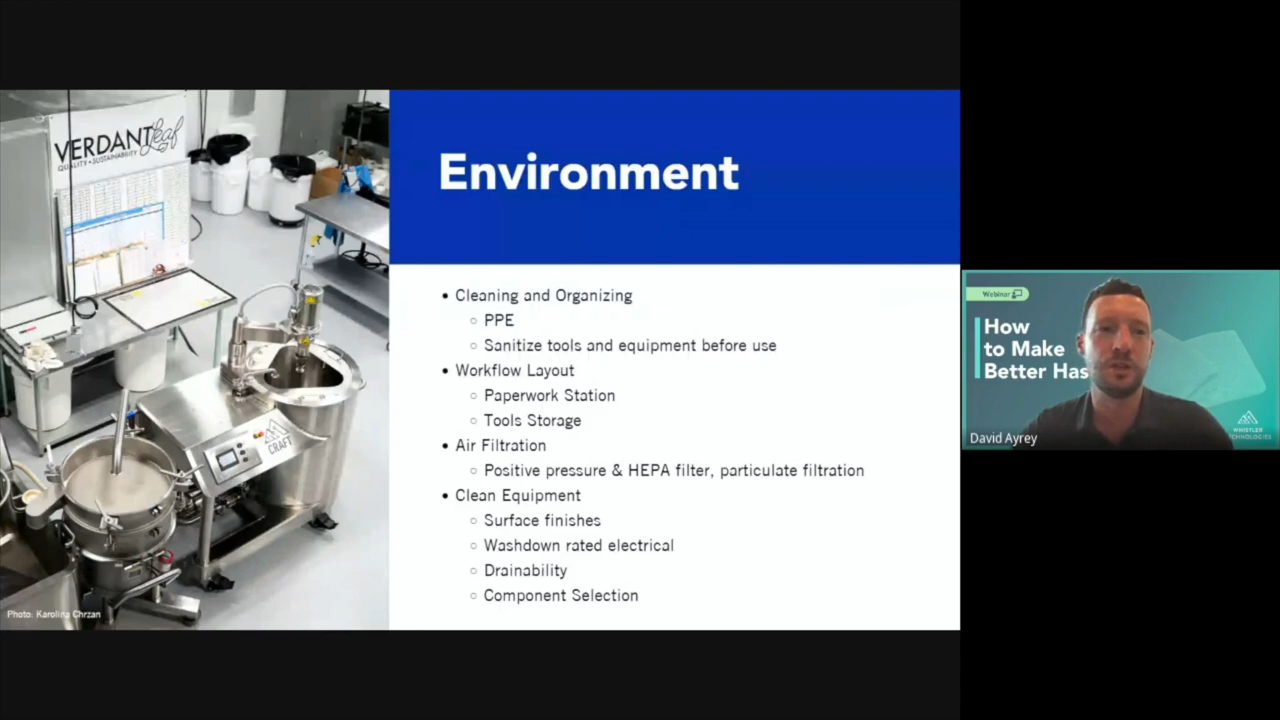 VERDANTLeaf
QUALITY • SUSTAINABILITY
CRAFT
Photo: Karolina Chrzan
Environment
• Cleaning and Organizing
○ PPE
○ Sanitize tools and equipment before use
• Workflow Layout
○ Paperwork Station
○ Tools Storage
• Air Filtration
○ Positive pressure & HEPA filter, particulate filtration
• Clean Equipment
○ Surface finishes
○ Washdown rated electrical
○ Drainability
○ Component Selection
Webinar
How
to Make
Better Has
WHISTLER
TECHNOLOGIES
David Ayrey